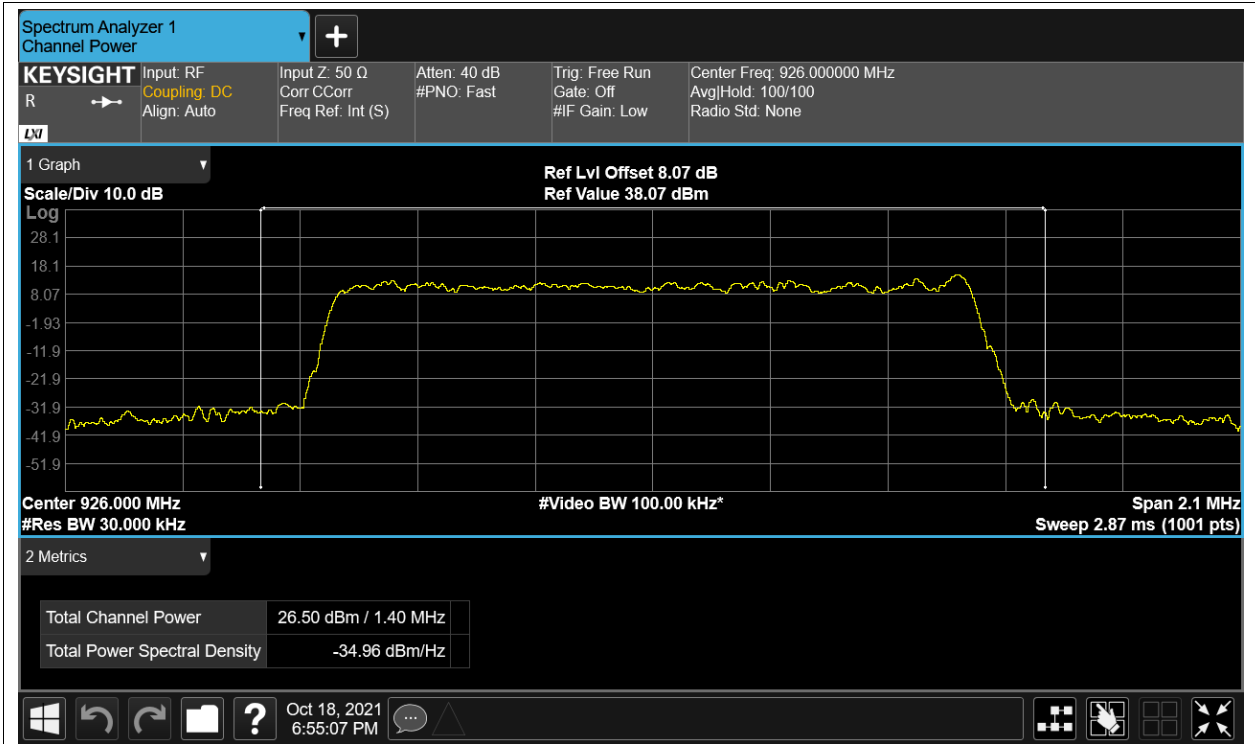 Spectrum Analyzer 1
Channel Power
▼
+
KEYSIGHT
R
LXI
Input: RF
Coupling: DC
Align: Auto
Input Z: 50 Ω
Corr CCorr
Freq Ref: Int (S)
Atten: 40 dB
#PNO: Fast
Trig: Free Run
Gate: Off
#IF Gain: Low
Center Freq: 926.000000 MHz
Avg|Hold: 100/100
Radio Std: None
1 Graph
▼
Scale/Div 10.0 dB
Ref Lvl Offset 8.07 dB
Ref Value 38.07 dBm
Log
28.1
18.1
8.07
-1.93
-11.9
-21.9
-31.9
-41.9
-51.9
Center 926.000 MHz
#Video BW 100.00 kHz*
Span 2.1 MHz
#Res BW 30.000 kHz
Sweep 2.87 ms (1001 pts)
2 Metrics
▼
Total Channel Power 26.50 dBm / 1.40 MHz
Total Power Spectral Density -34.96 dBm/Hz
?
Oct 18, 2021
6:55:07 PM
...